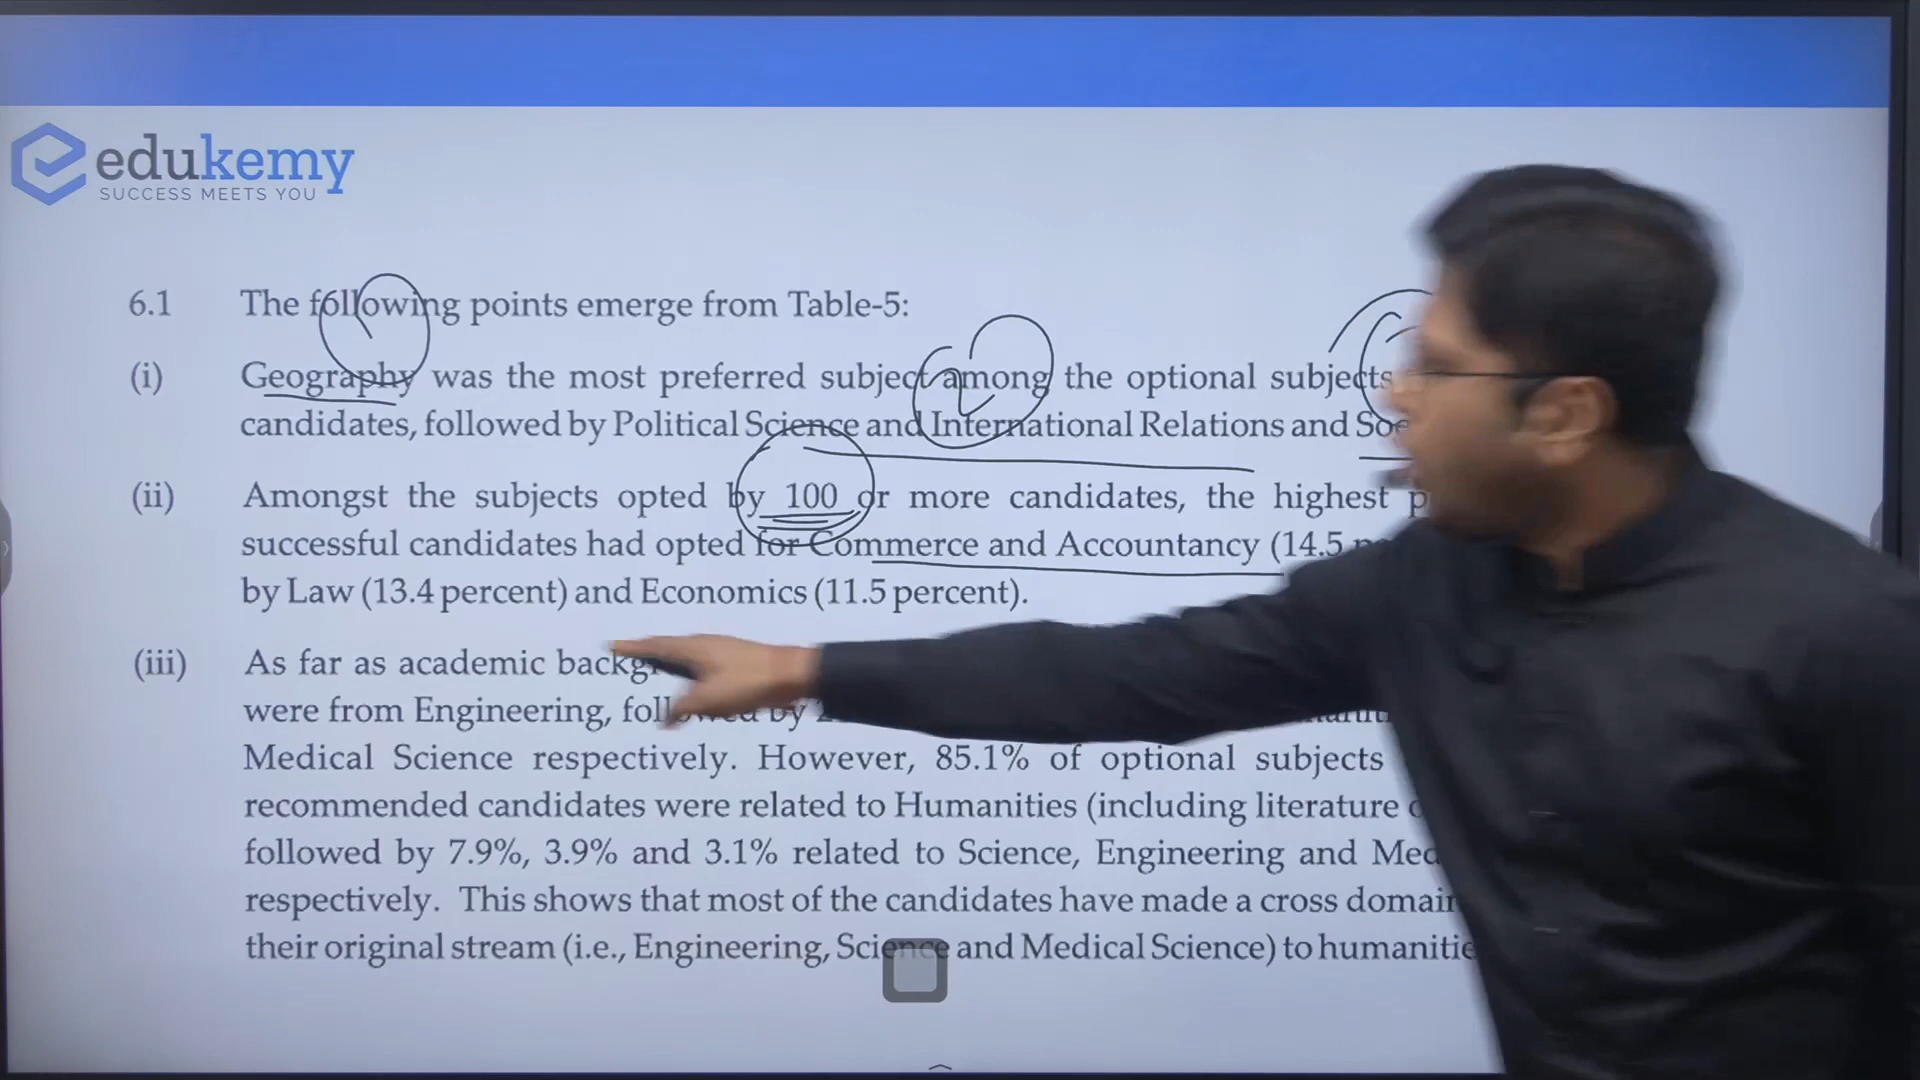 edukemy
SUCCESS MEETS YOU
6.1 The following points emerge from Table-5:
(i) Geography was the most preferred subject among the optional subjects
candidates, followed by Political Science and International Relations and
(ii) Amongst the subjects opted by 100 or more candidates, the highest
successful candidates had opted for Commerce and Accountancy (14.5
by Law (13.4 percent) and Economics (11.5 percent).
(iii) As far as academic
were from Engineering, followed by
Medical Science respectively. However, 85.1% of optional subjects
recommended candidates were related to Humanities (including literature
followed by 7.9%, 3.9% and 3.1% related to Science, Engineering and
respectively. This shows that most of the candidates have made a cross domain
their original stream (i.e., Engineering, Science and Medical Science) to